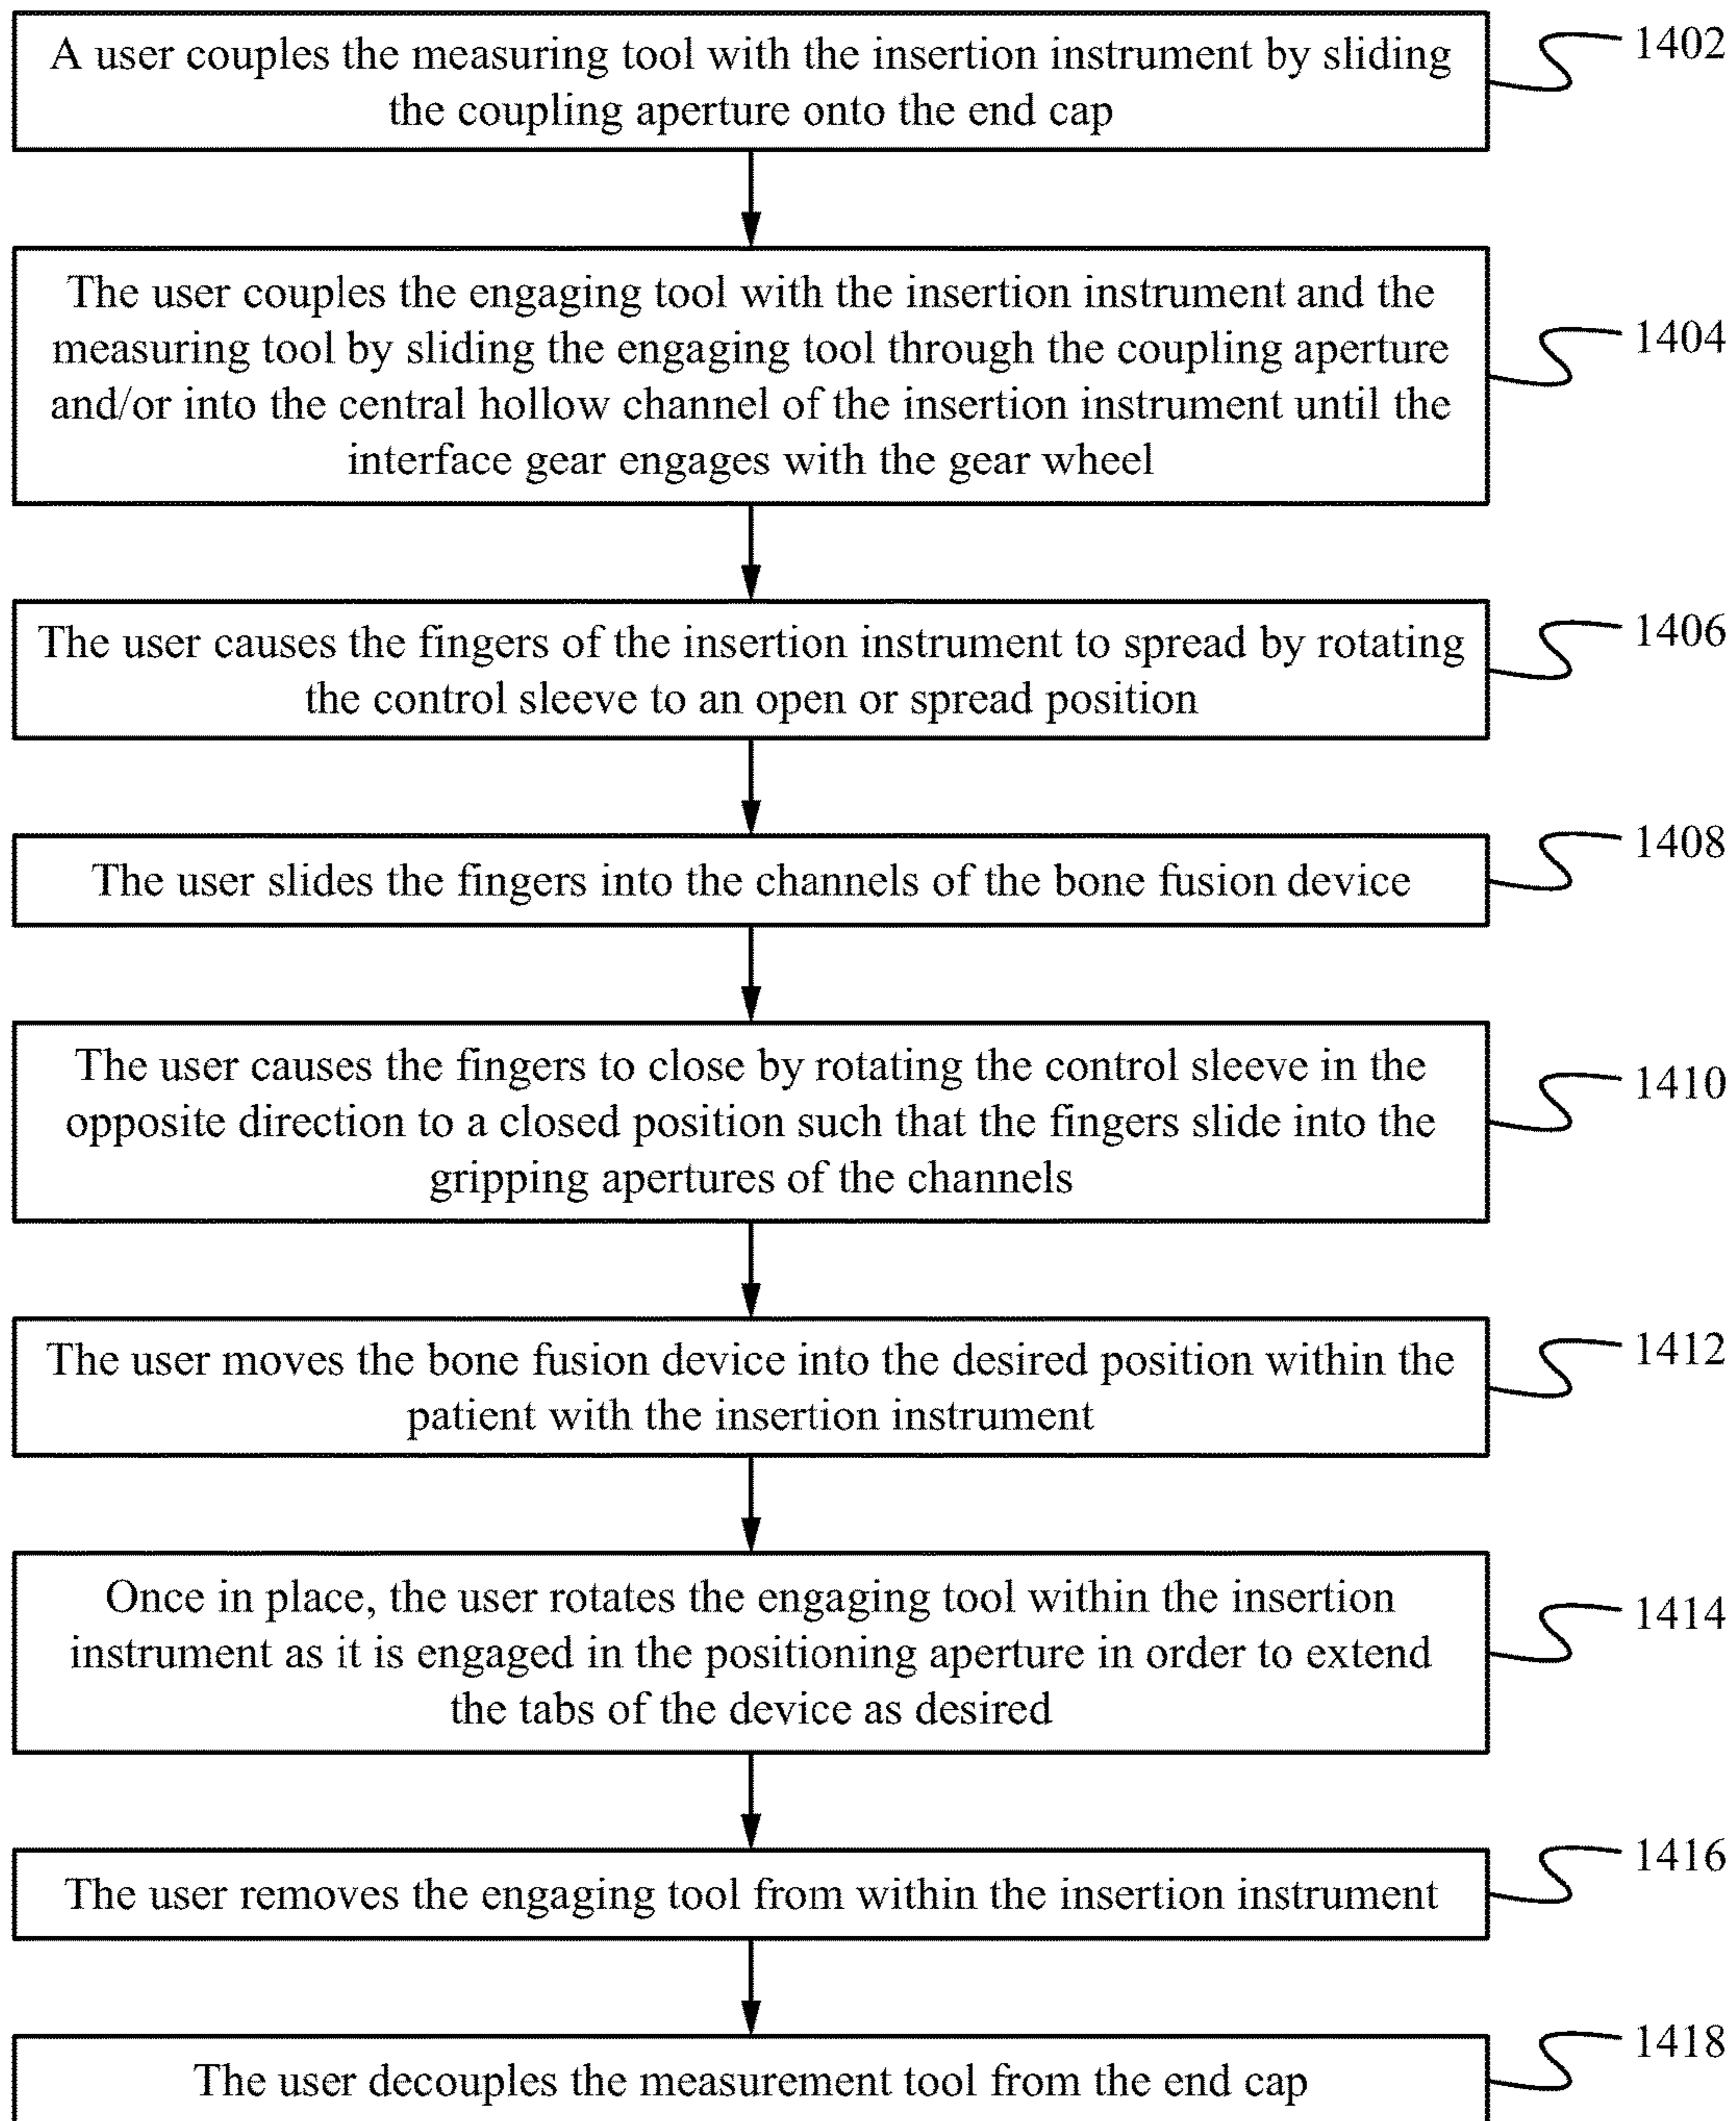 A user couples the measuring tool with the insertion instrument by sliding
the coupling aperture onto the end cap
1402
The user couples the engaging tool with the insertion instrument and the
measuring tool by sliding the engaging tool through the coupling aperture
and/or into the central hollow channel of the insertion instrument until the
interface gear engages with the gear wheel
1404
The user causes the fingers of the insertion instrument to spread by rotating
the control sleeve to an open or spread position
1406
The user slides the fingers into the channels of the bone fusion device
1408
The user causes the fingers to close by rotating the control sleeve in the
opposite direction to a closed position such that the fingers slide into the
gripping apertures of the channels
1410
The user moves the bone fusion device into the desired position within the
patient with the insertion instrument
1412
Once in place, the user rotates the engaging tool within the insertion
instrument as it is engaged in the positioning aperture in order to extend
the tabs of the device as desired
1414
The user removes the engaging tool from within the insertion instrument
1416
The user decouples the measurement tool from the end cap
1418